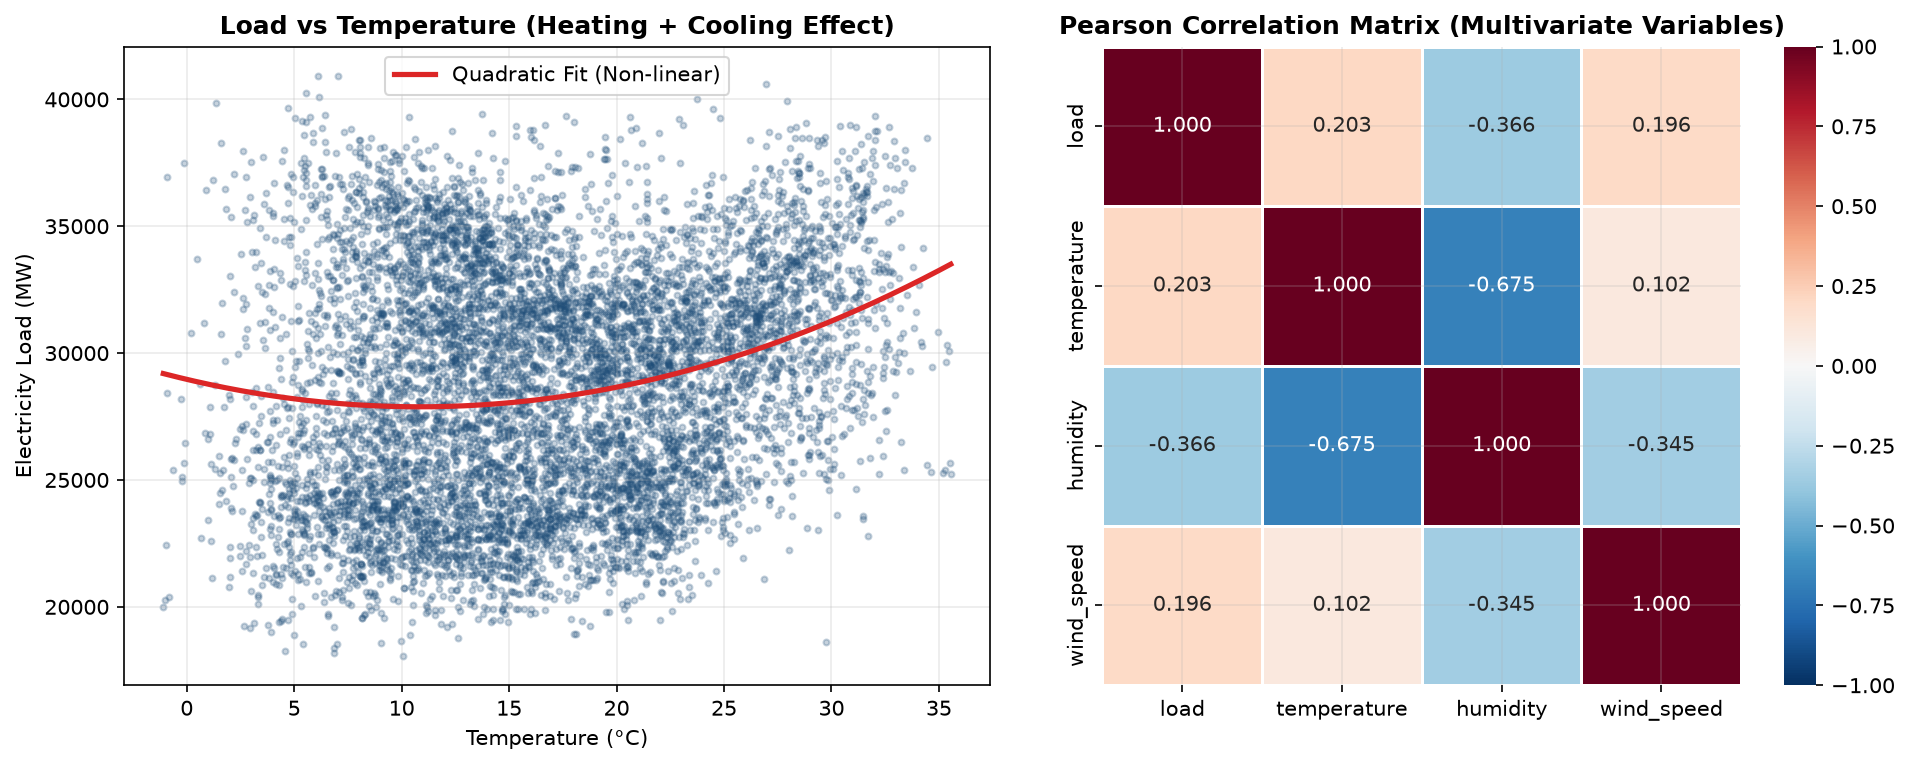 Load vs Temperature (Heating + Cooling Effect)
Quadratic Fit (Non-linear)
Electricity Load (MW)
40000
35000
30000
25000
20000
0 5 10 15 20 25 30 35
Temperature (°C)
Pearson Correlation Matrix (Multivariate Variables)
load 1.000 0.203 -0.366 0.196
temperature 0.203 1.000 -0.675 0.102
humidity -0.366 -0.675 1.000 -0.345
wind_speed 0.196 0.102 -0.345 1.000
load temperature humidity wind_speed
1.00
0.75
0.50
0.25
0.00
−0.25
−0.50
−0.75
−1.00